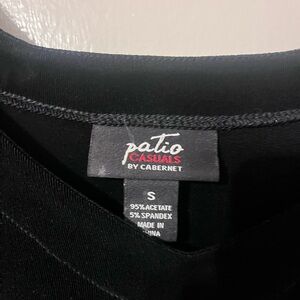 patio
CASUALS
BY CABERNET
S
95% ACETATE
5% SPANDEX
MADE IN
CHINA